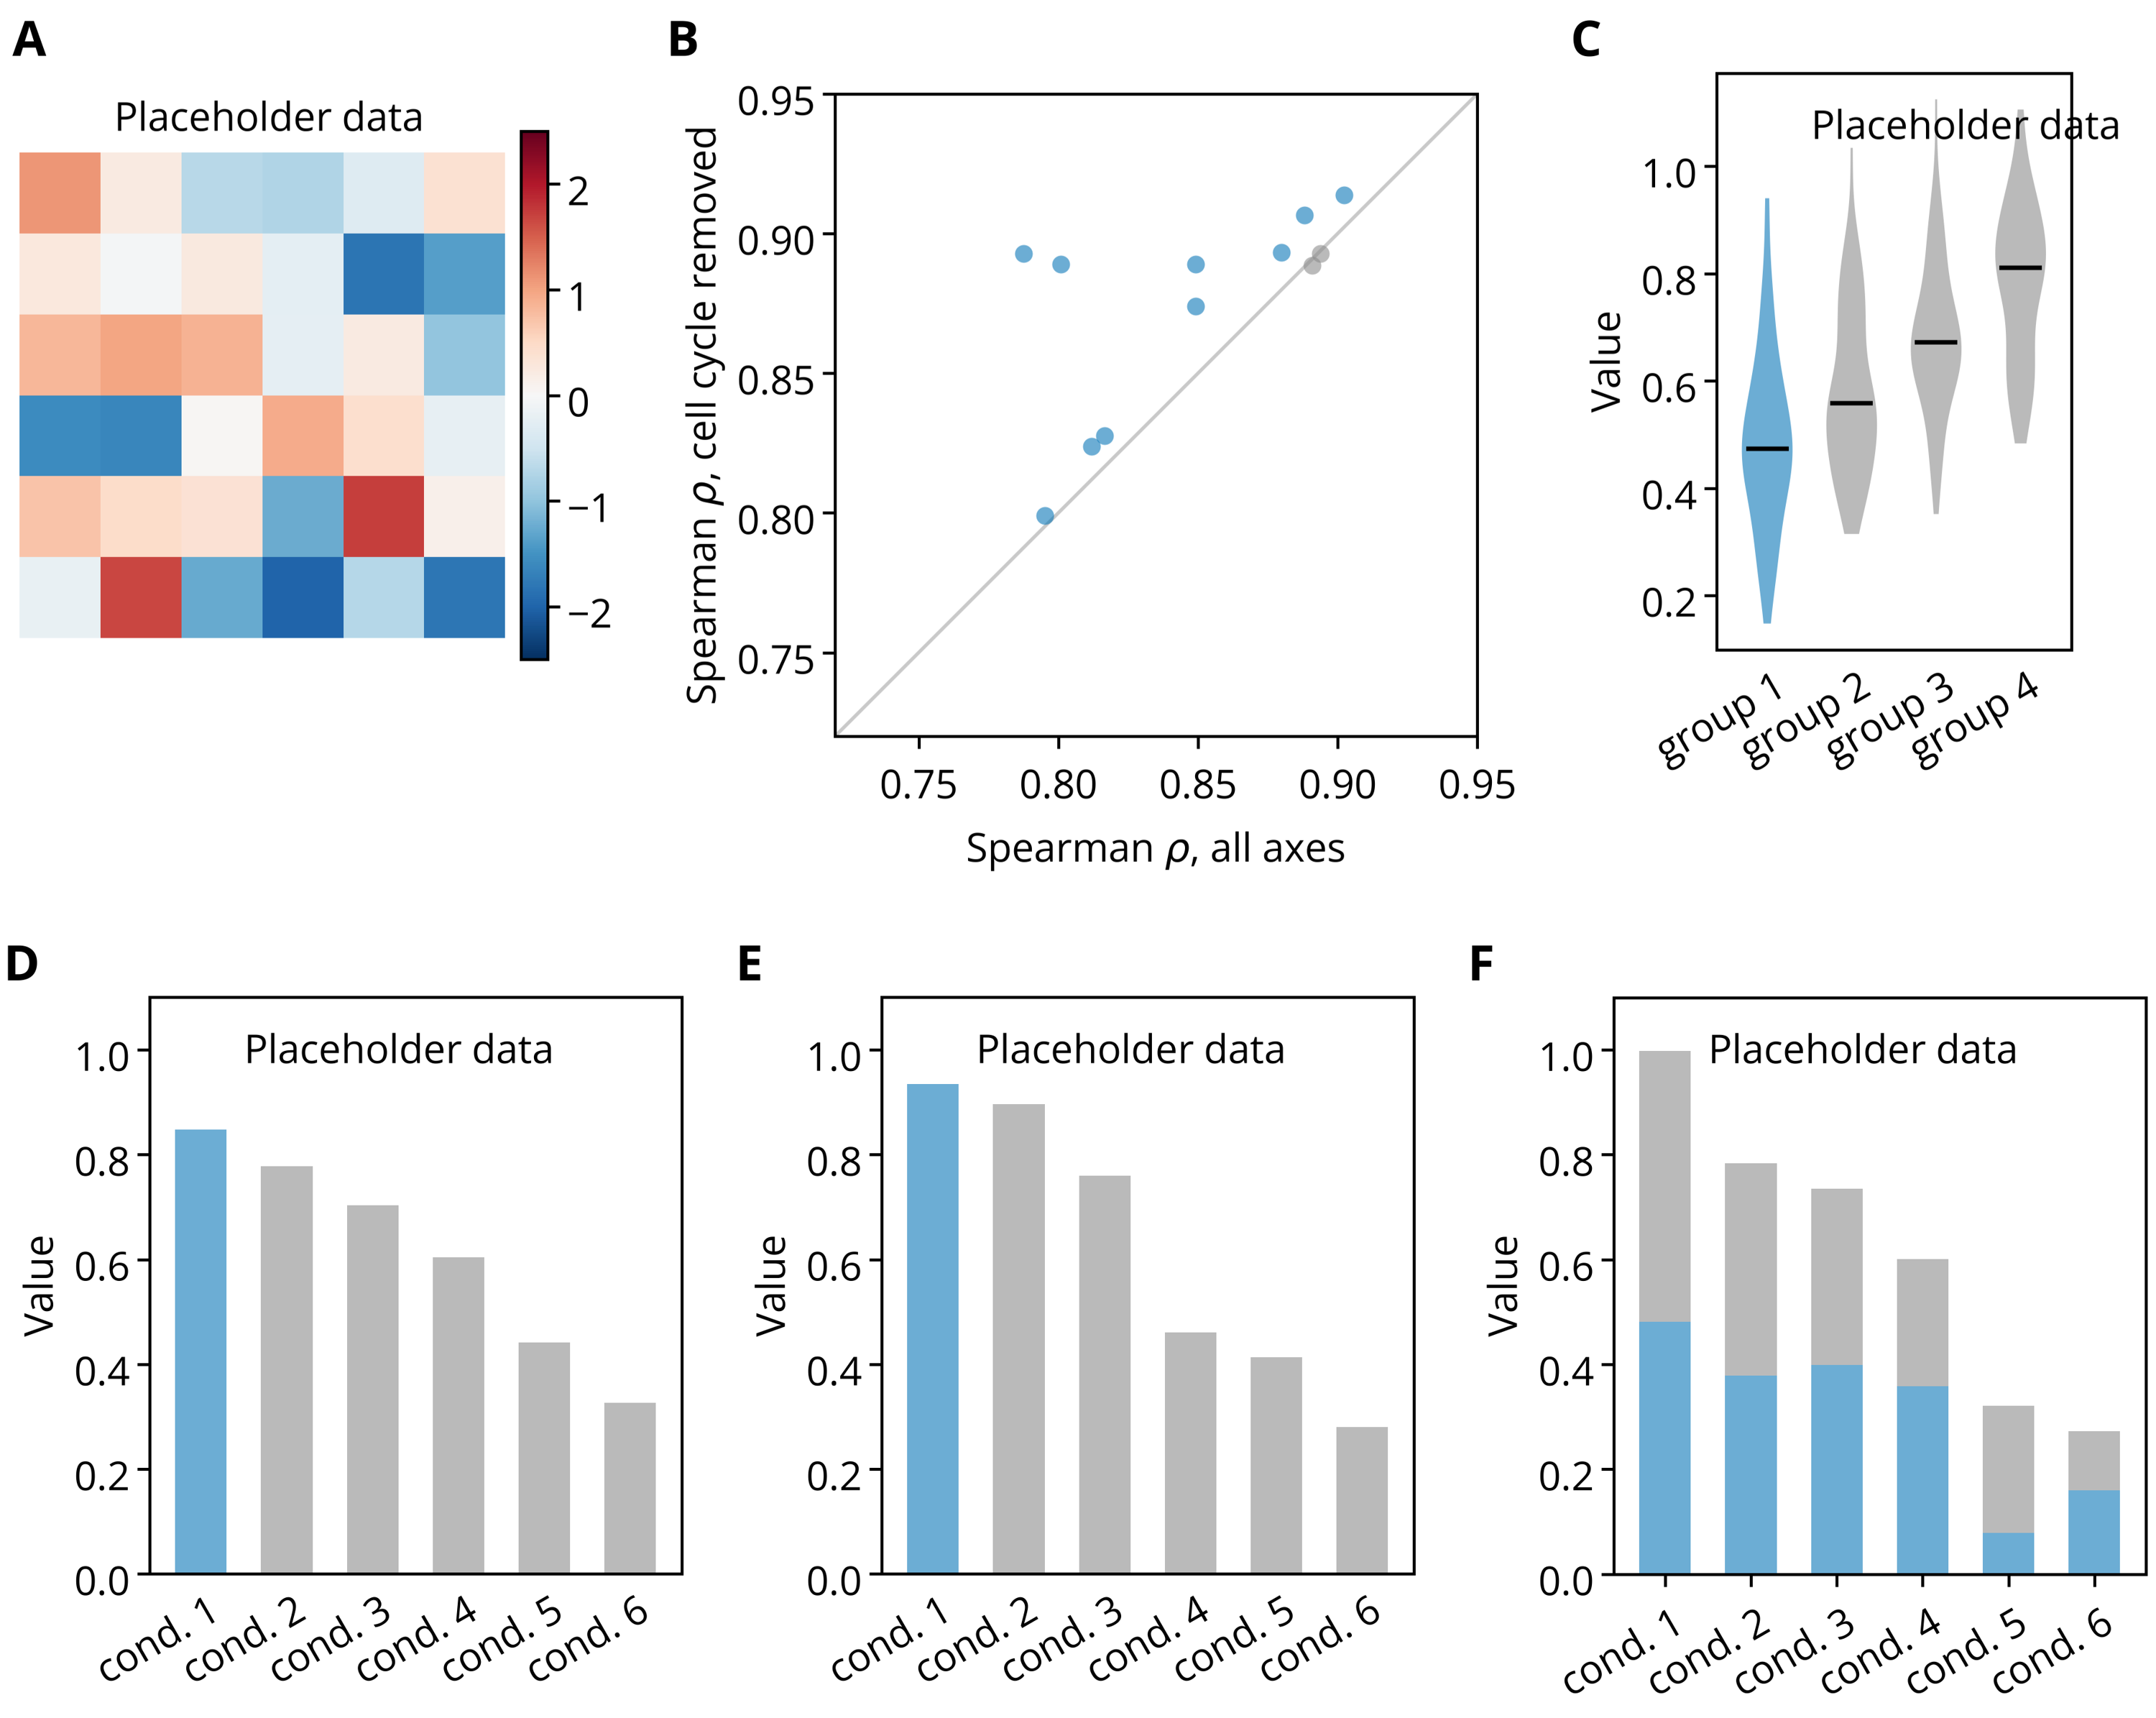 A
Placeholder data
2
1
0
−1
−2
B
Spearman ρ, cell cycle removed
0.95
0.90
0.85
0.80
0.75
0.75 0.80 0.85 0.90 0.95
Spearman ρ, all axes
C
Placeholder data
Value
1.0
0.8
0.6
0.4
0.2
group 1 group 2 group 3 group 4
D
Placeholder data
Value
1.0
0.8
0.6
0.4
0.2
0.0
cond. 1 cond. 2 cond. 3 cond. 4 cond. 5 cond. 6
E
Placeholder data
Value
1.0
0.8
0.6
0.4
0.2
0.0
cond. 1 cond. 2 cond. 3 cond. 4 cond. 5 cond. 6
F
Placeholder data
Value
1.0
0.8
0.6
0.4
0.2
0.0
cond. 1 cond. 2 cond. 3 cond. 4 cond. 5 cond. 6